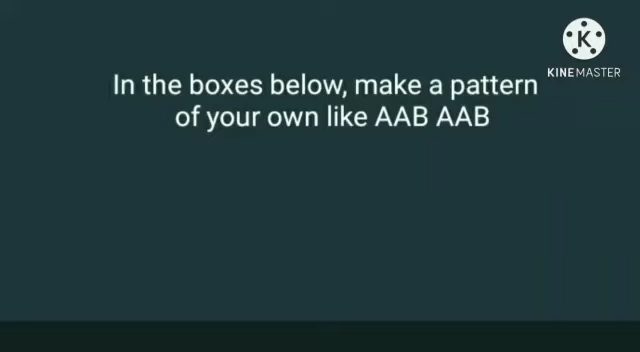 KINEMASTER
In the boxes below, make a pattern
of your own like AAB AAB